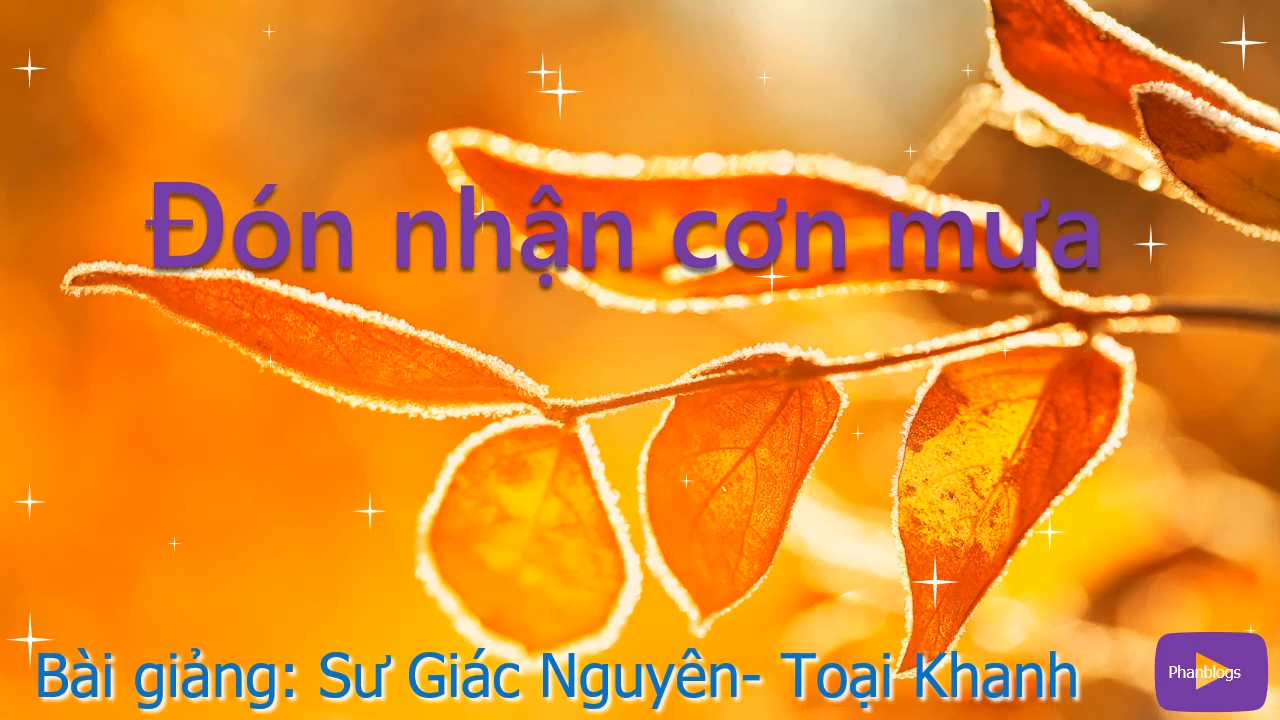 Đón nhận cơn mưa
Bài giảng: Sư Giác Nguyên- Toại Khanh
Phanblogs